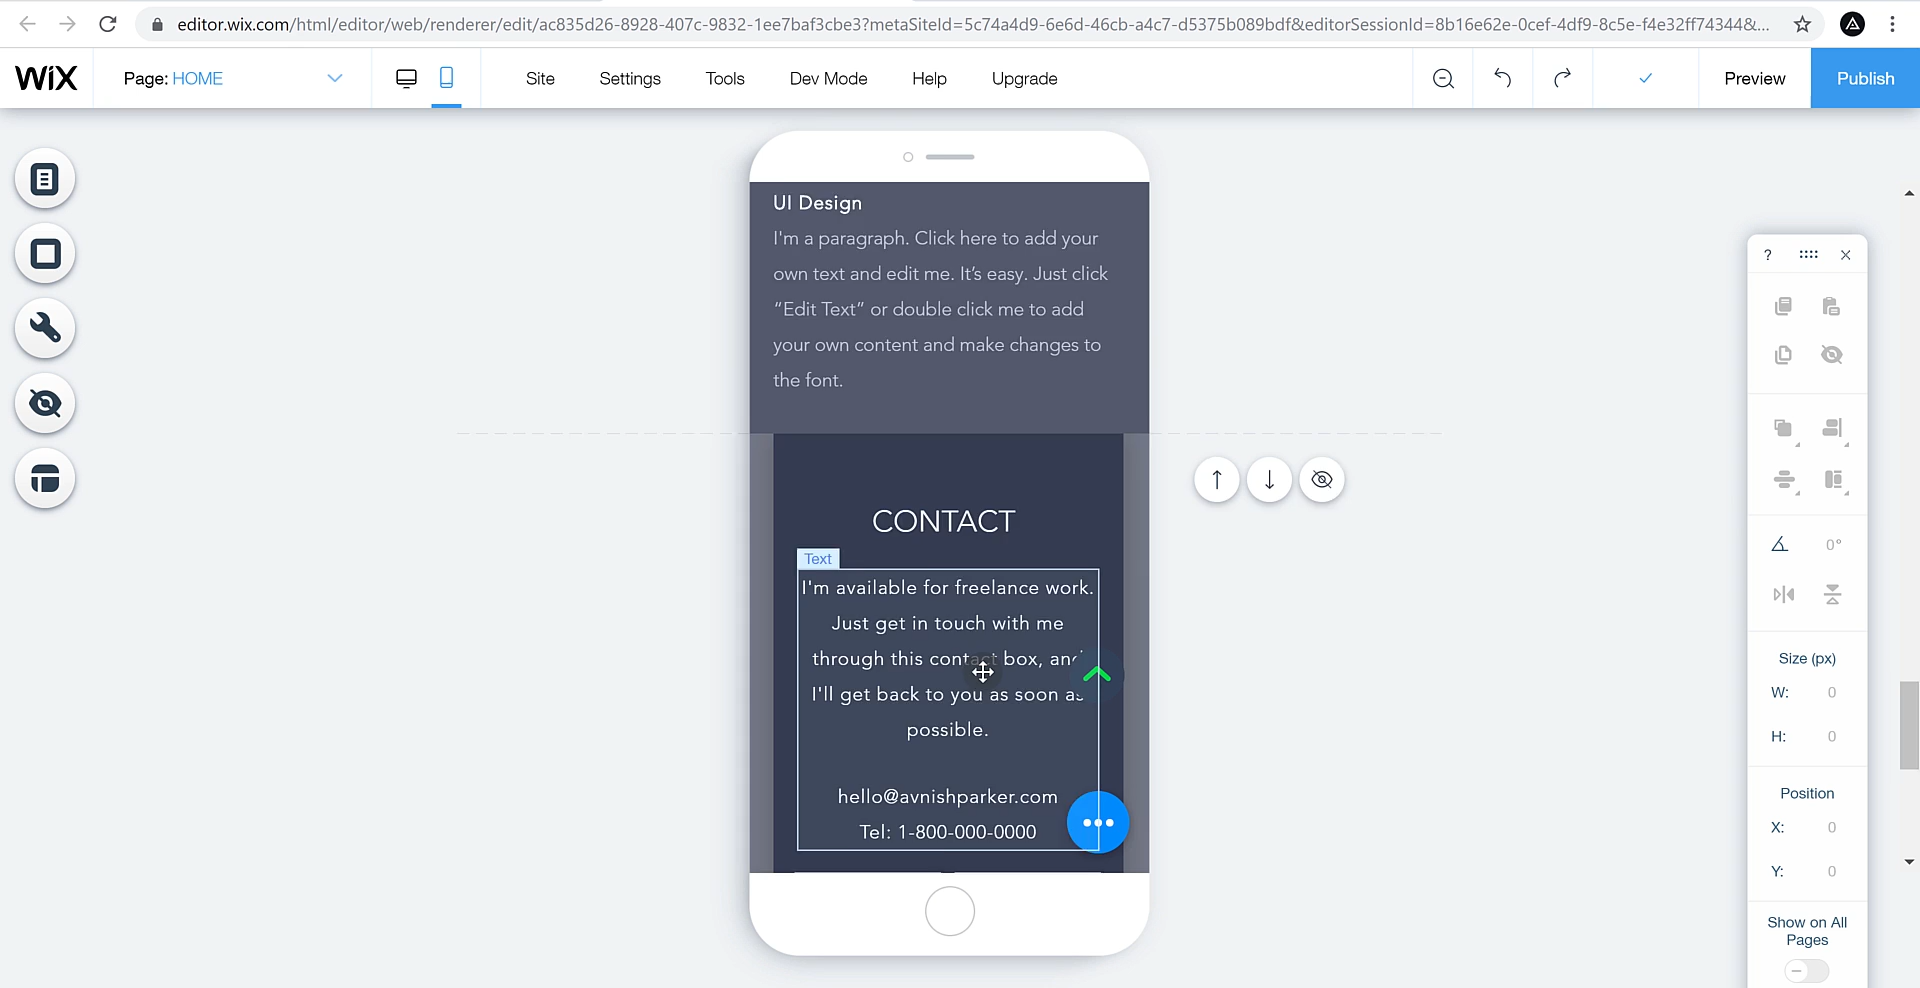 editor.wix.com/html/editor/web/renderer/edit/ac835d26-8928-407c-9832-1ee7baf3cbe3?metaSiteId=5c74a4d9-6e6d-46cb-a4c7-d5375b089bdf&editorSessionId=8b16e62e-0cef-4df9-8c5e-f4e32ff74344&...
WiX Page: HOME Site Settings Tools Dev Mode Help Upgrade Preview Publish
UI Design
I'm a paragraph. Click here to add your
own text and edit me. It’s easy. Just click
“Edit Text” or double click me to add
your own content and make changes to
the font.
CONTACT
Text
I'm available for freelance work.
Just get in touch with me
through this contact box, and
I'll get back to you as soon as
possible.
hello@avnishparker.com
Tel: 1-800-000-0000
?
0°
Size (px)
W: 0
H: 0
Position
X: 0
Y: 0
Show on All
Pages